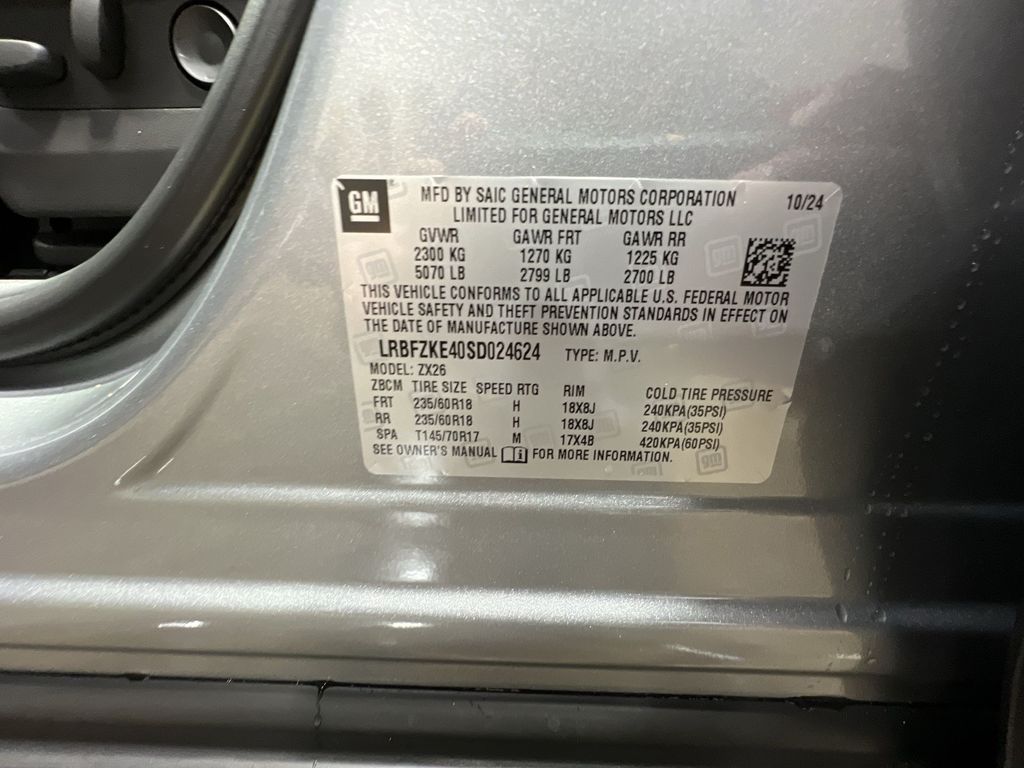 GM
MFD BY SAIC GENERAL MOTORS CORPORATION 10/24
LIMITED FOR GENERAL MOTORS LLC
GVWR GAWR FRT GAWR RR
2300 KG 1270 KG 1225 KG
5070 LB 2799 LB 2700 LB
THIS VEHICLE CONFORMS TO ALL APPLICABLE U.S. FEDERAL MOTOR
VEHICLE SAFETY AND THEFT PREVENTION STANDARDS IN EFFECT ON
THE DATE OF MANUFACTURE SHOWN ABOVE.
LRBFZKE40SD024624 TYPE: M.P.V.
MODEL: ZX26
ZBCM TIRE SIZE SPEED RTG RIM COLD TIRE PRESSURE
FRT 235/60R18 H 18X8J 240KPA(35PSI)
RR 235/60R18 H 18X8J 240KPA(35PSI)
SPA T145/70R17 M 17X4B 420KPA(60PSI)
SEE OWNER'S MANUAL FOR MORE INFORMATION.